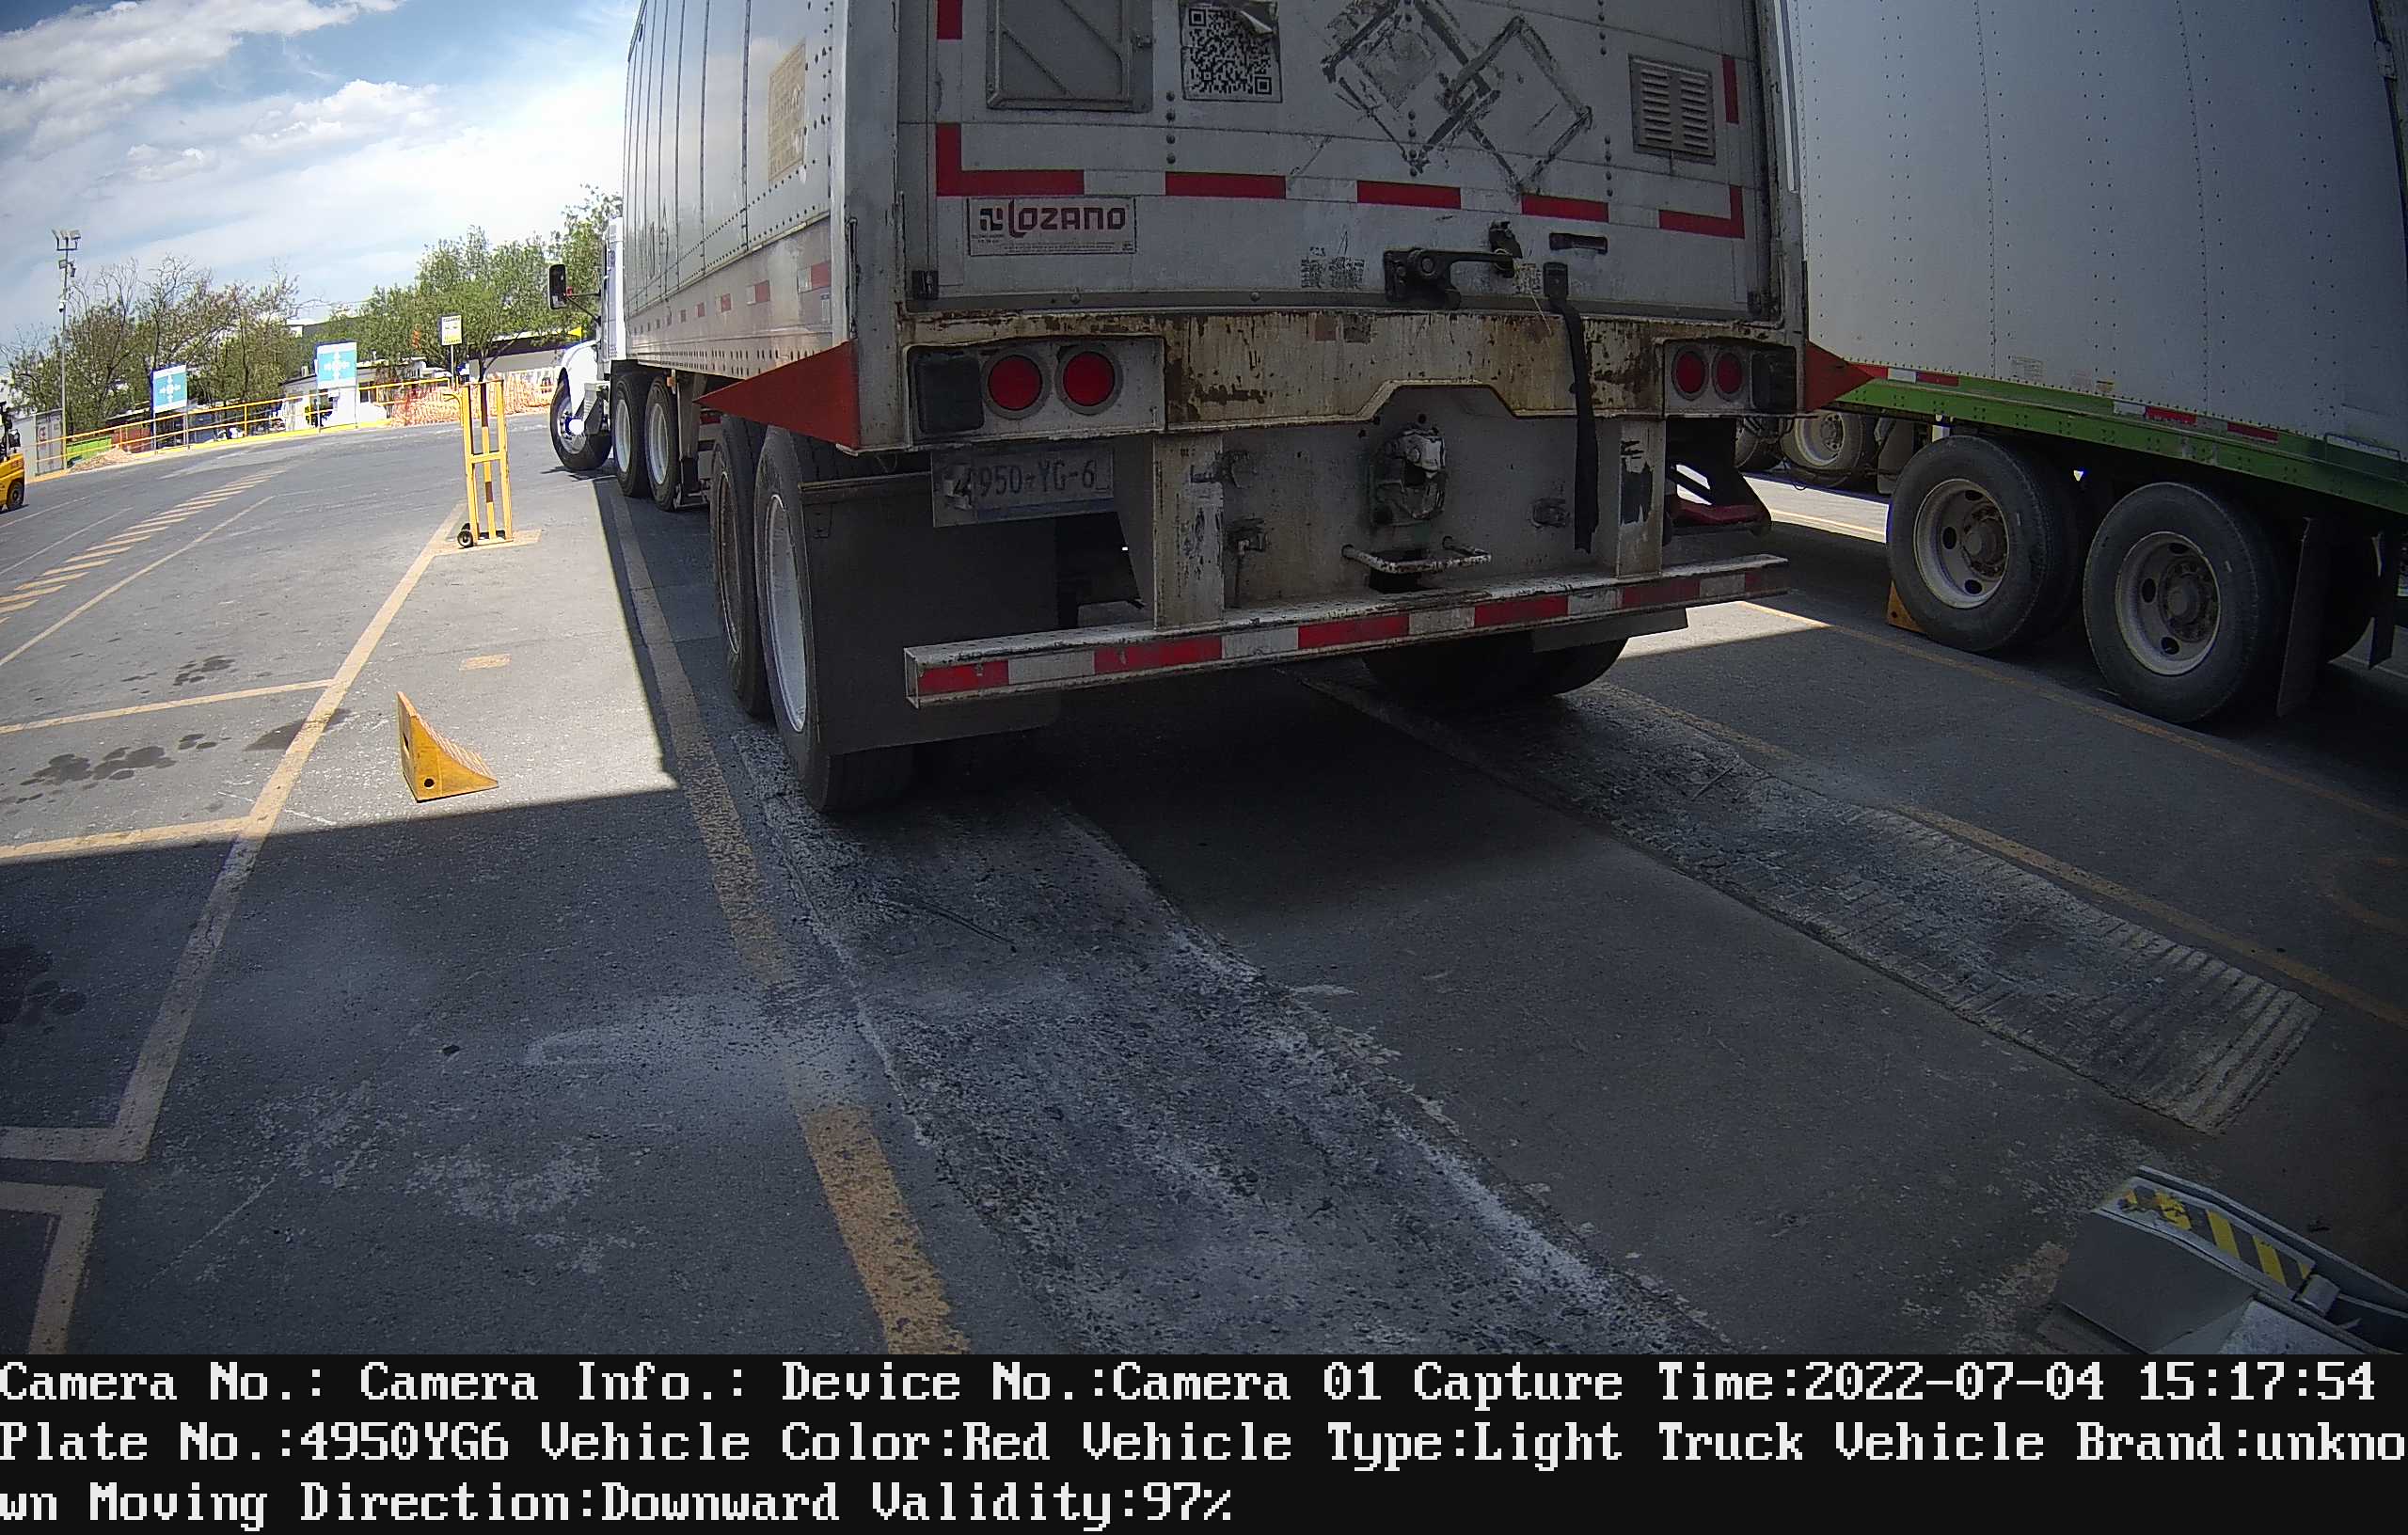 LOZANO
4950-YG-6
Camera No.: Camera Info.: Device No.:Camera 01 Capture Time:2022-07-04 15:17:54
Plate No.:4950YG6 Vehicle Color:Red Vehicle Type:Light Truck Vehicle Brand:unkno
wn Moving Direction:Downward Validity:97%